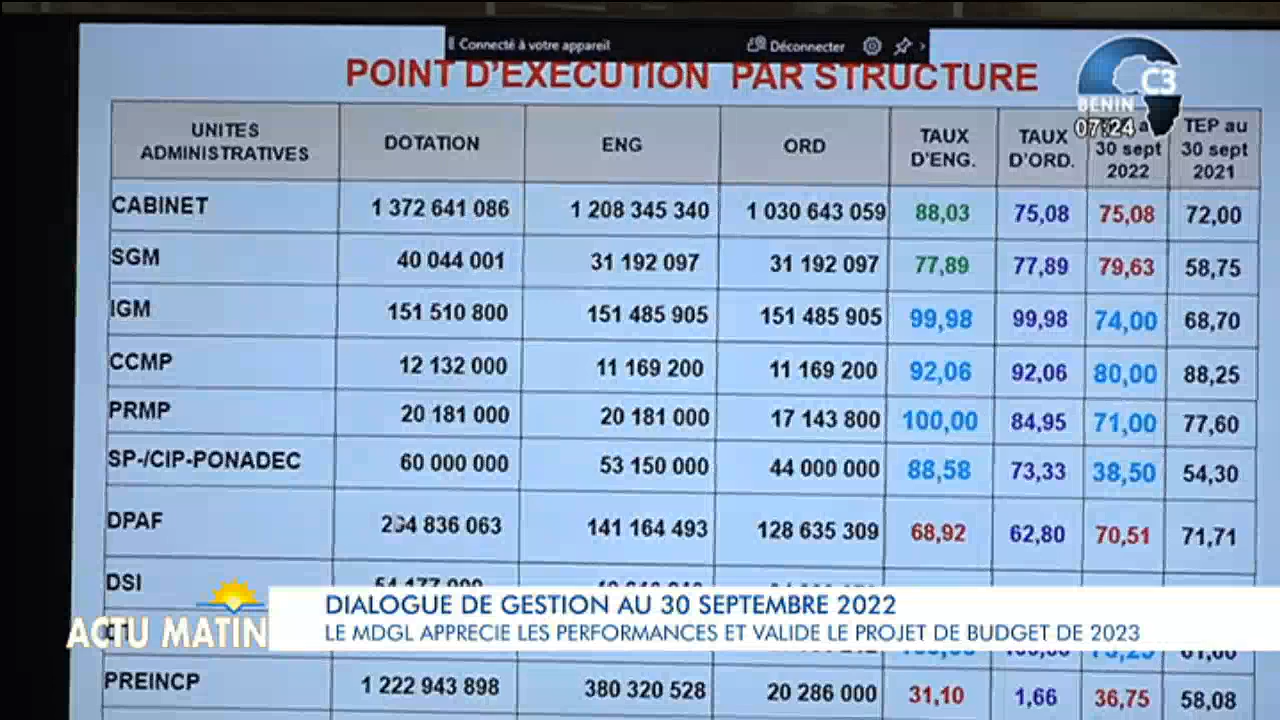 Connecté à votre appareil Déconnecter
POINT D'EXECUTION PAR STRUCTURE
C3
BENIN
07:24
UNITES ADMINISTRATIVES DOTATION ENG ORD TAUX D'ENG. TAUX D'ORD. 30 sept 2022 TEP au 30 sept 2021
CABINET 1 372 641 086 1 208 345 340 1 030 643 059 88,03 75,08 75,08 72,00
SGM 40 044 001 31 192 097 31 192 097 77,89 77,89 79,63 58,75
IGM 151 510 800 151 485 905 151 485 905 99,98 99,98 74,00 68,70
CCMP 12 132 000 11 169 200 11 169 200 92,06 92,06 80,00 88,25
PRMP 20 181 000 20 181 000 17 143 800 100,00 84,95 71,00 77,60
SP-/CIP-PONADEC 60 000 000 53 150 000 44 000 000 88,58 73,33 38,50 54,30
DPAF 836 063 141 164 493 128 635 309 68,92 62,80 70,51 71,71
DSI
PREINCP 1 222 943 898 380 320 528 20 286 000 31,10 1,66 36,75 58,08
ACTU MATIN
DIALOGUE DE GESTION AU 30 SEPTEMBRE 2022
LE MDGL APPRECIE LES PERFORMANCES ET VALIDE LE PROJET DE BUDGET DE 2023